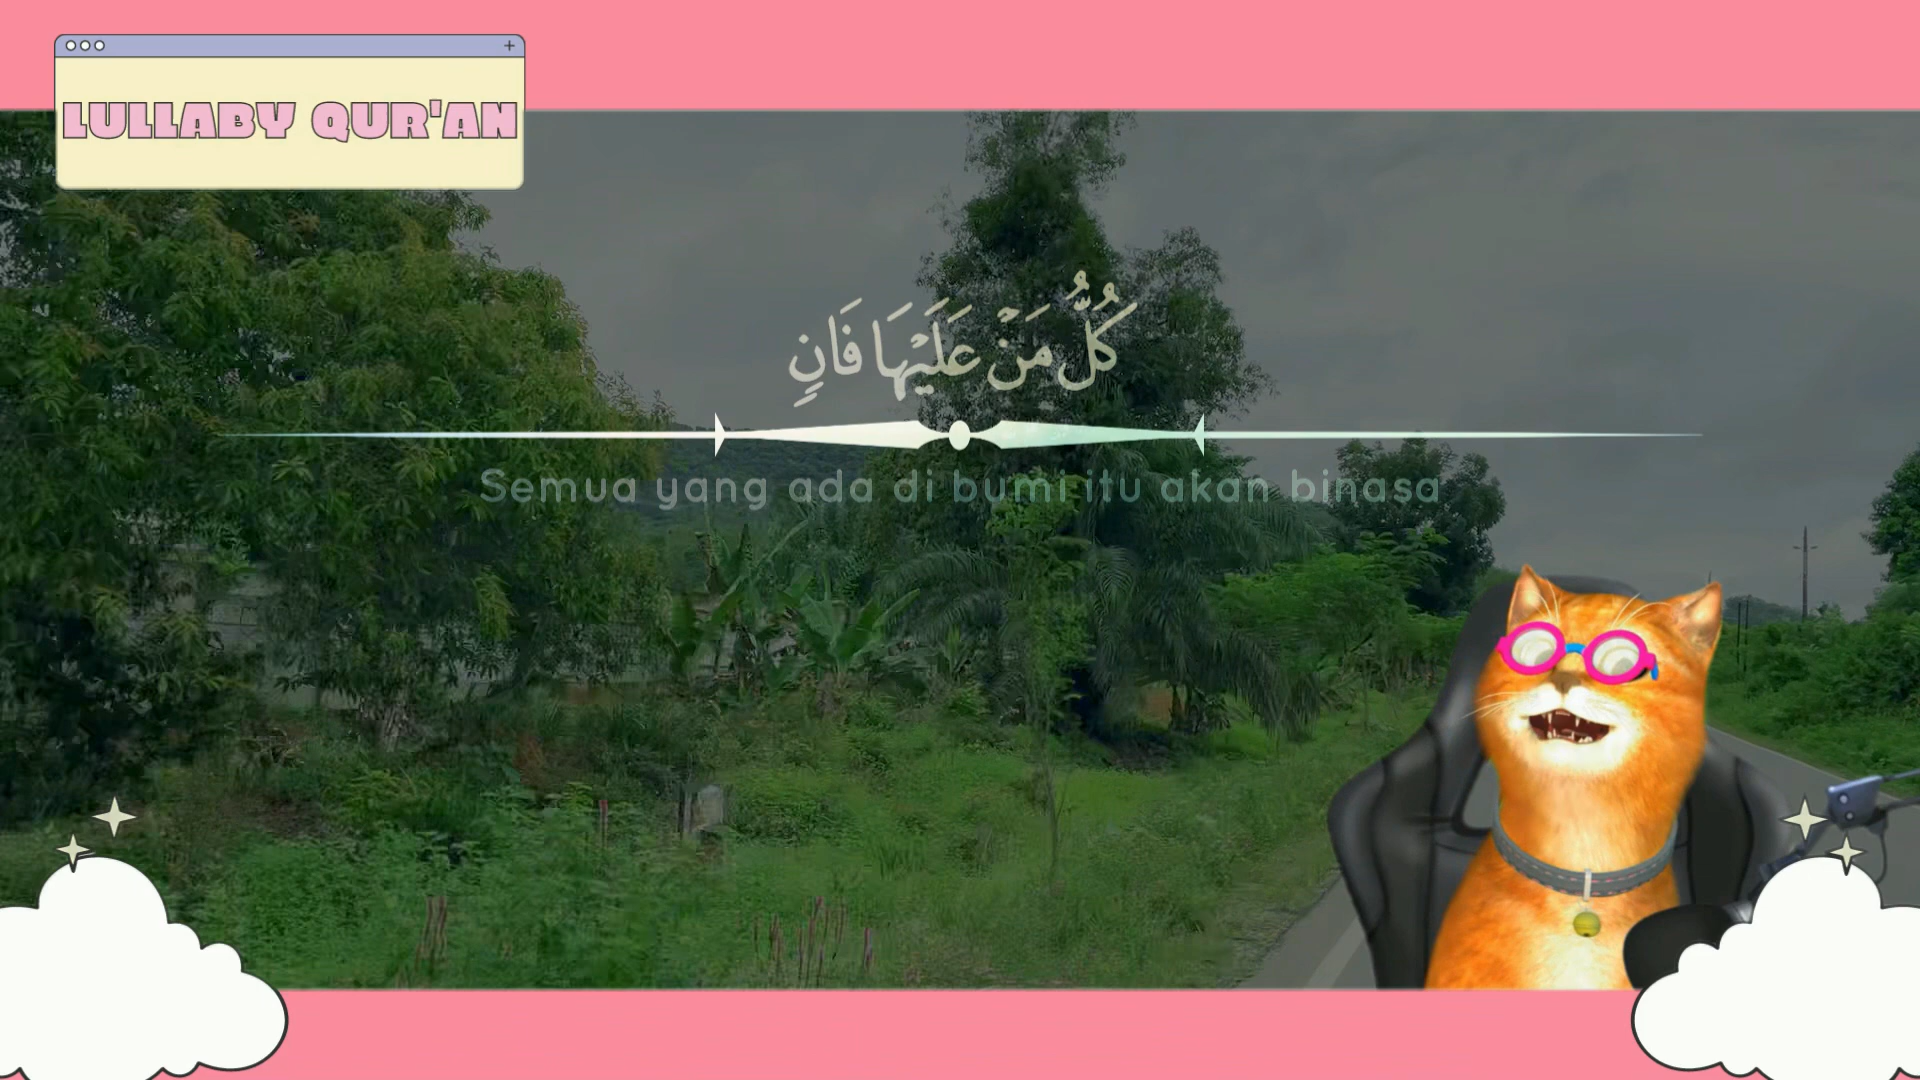 LULLABY QUR'AN
كُلُّ مَنْ عَلَيْهَا فَانٍ
Semua yang ada di bumi itu akan binasa